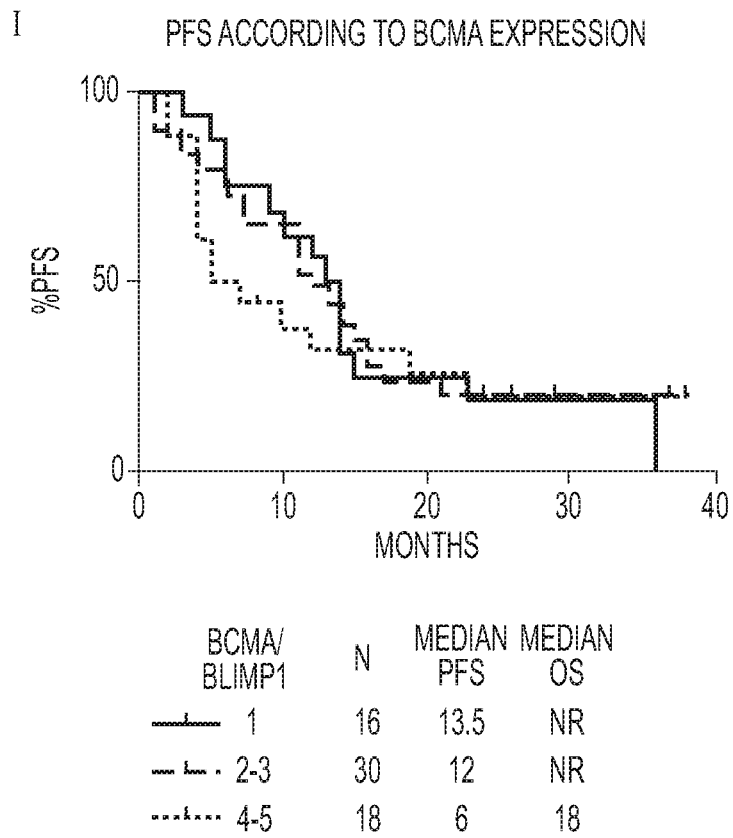 I
PFS ACCORDING TO BCMA EXPRESSION
100
50
0
%PFS
0 10 20 30 40
MONTHS
BCMA/ BLIMP1 N MEDIAN PFS MEDIAN OS
1 16 13.5 NR
2-3 30 12 NR
4-5 18 6 18